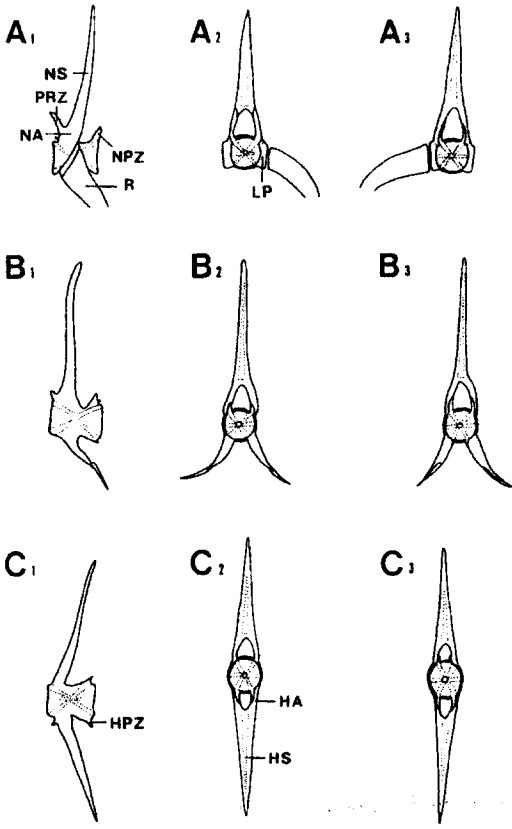 A1 A2 A3
NS
PRZ
NA
NPZ
R
LP
B1 B2 B3
C1 C2 C3
HPZ
HA
HS